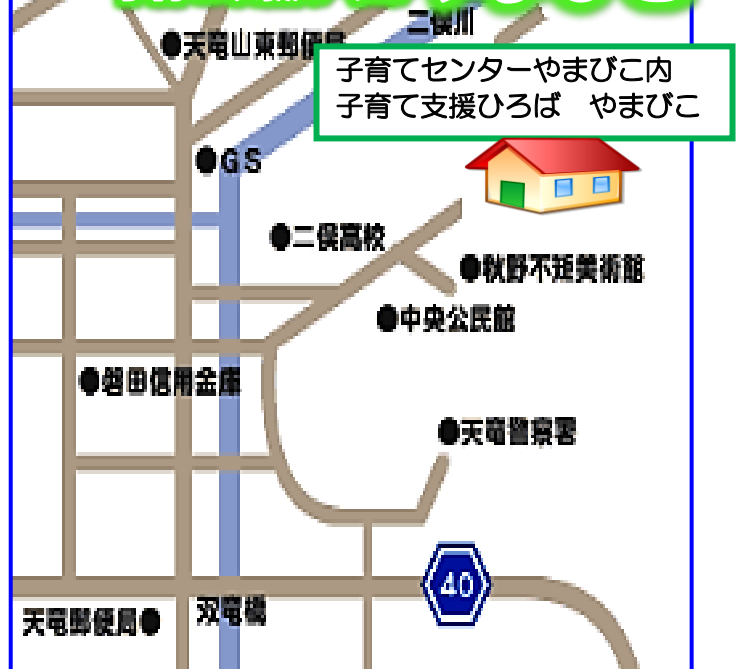 二俣川
●天竜山東郵便局
子育てセンターやまびこ内
子育て支援ひろば　やまびこ
●GS
●二俣高校
●秋野不矩美術館
●中央公民館
●磐田信用金庫
●天竜警察署
40
双竜橋
天竜郵便局●